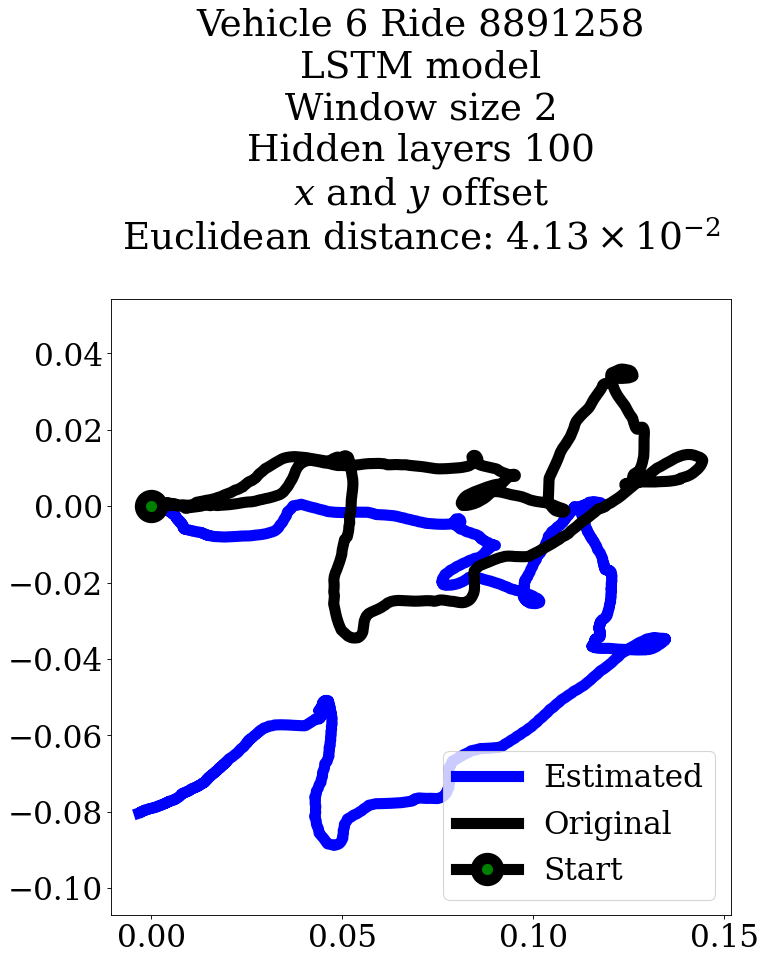 Vehicle 6 Ride 8891258
LSTM model
Window size 2
Hidden layers 100
x and y offset
Euclidean distance: 4.13 × 10⁻²
0.04
0.02
0.00
−0.02
−0.04
−0.06
−0.08
−0.10
Estimated
Original
Start
0.00 0.05 0.10 0.15